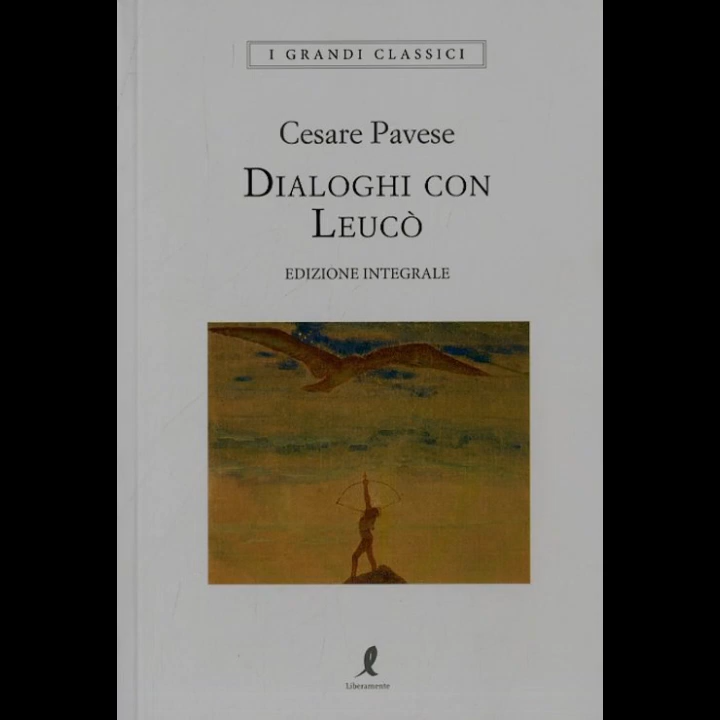 I GRANDI CLASSICI
Cesare Pavese
DIALOGHI CON
LEUCÒ
EDIZIONE INTEGRALE
Liberamente